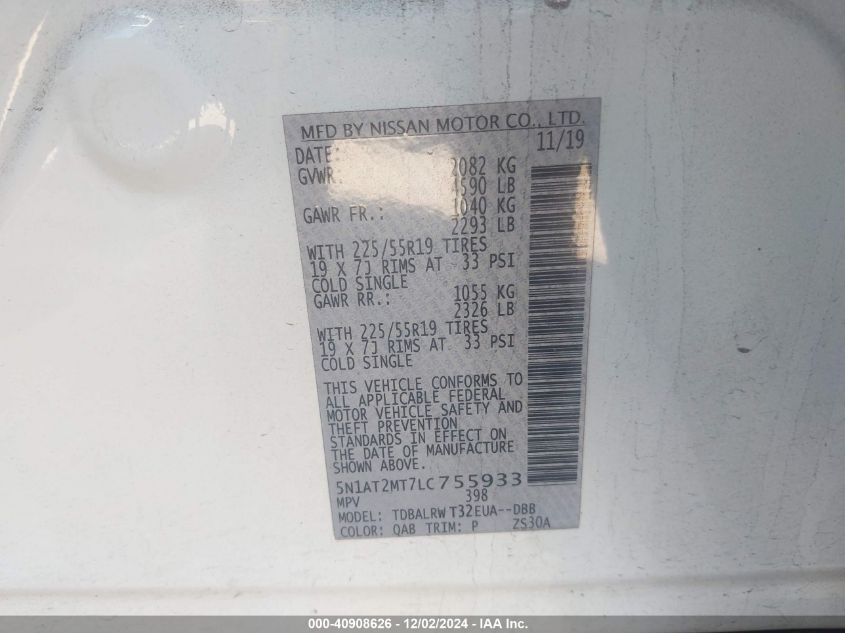 MFD BY NISSAN MOTOR CO., LTD.
DATE: 11/19
GVWR: 2082 KG
4590 LB
GAWR FR.: 1040 KG
2293 LB
WITH 225/55R19 TIRES
19 X 7J RIMS AT 33 PSI
COLD SINGLE
GAWR RR.: 1055 KG
2326 LB
WITH 225/55R19 TIRES
19 X 7J RIMS AT 33 PSI
COLD SINGLE
THIS VEHICLE CONFORMS TO
ALL APPLICABLE FEDERAL
MOTOR VEHICLE SAFETY AND
THEFT PREVENTION
STANDARDS IN EFFECT ON
THE DATE OF MANUFACTURE
SHOWN ABOVE.
5N1AT2MT7LC755933
MPV 398
MODEL: TDBALRW T32EUA--DBB
COLOR: QAB TRIM: P ZS30A
000-40908626 - 12/02/2024 - IAA Inc.